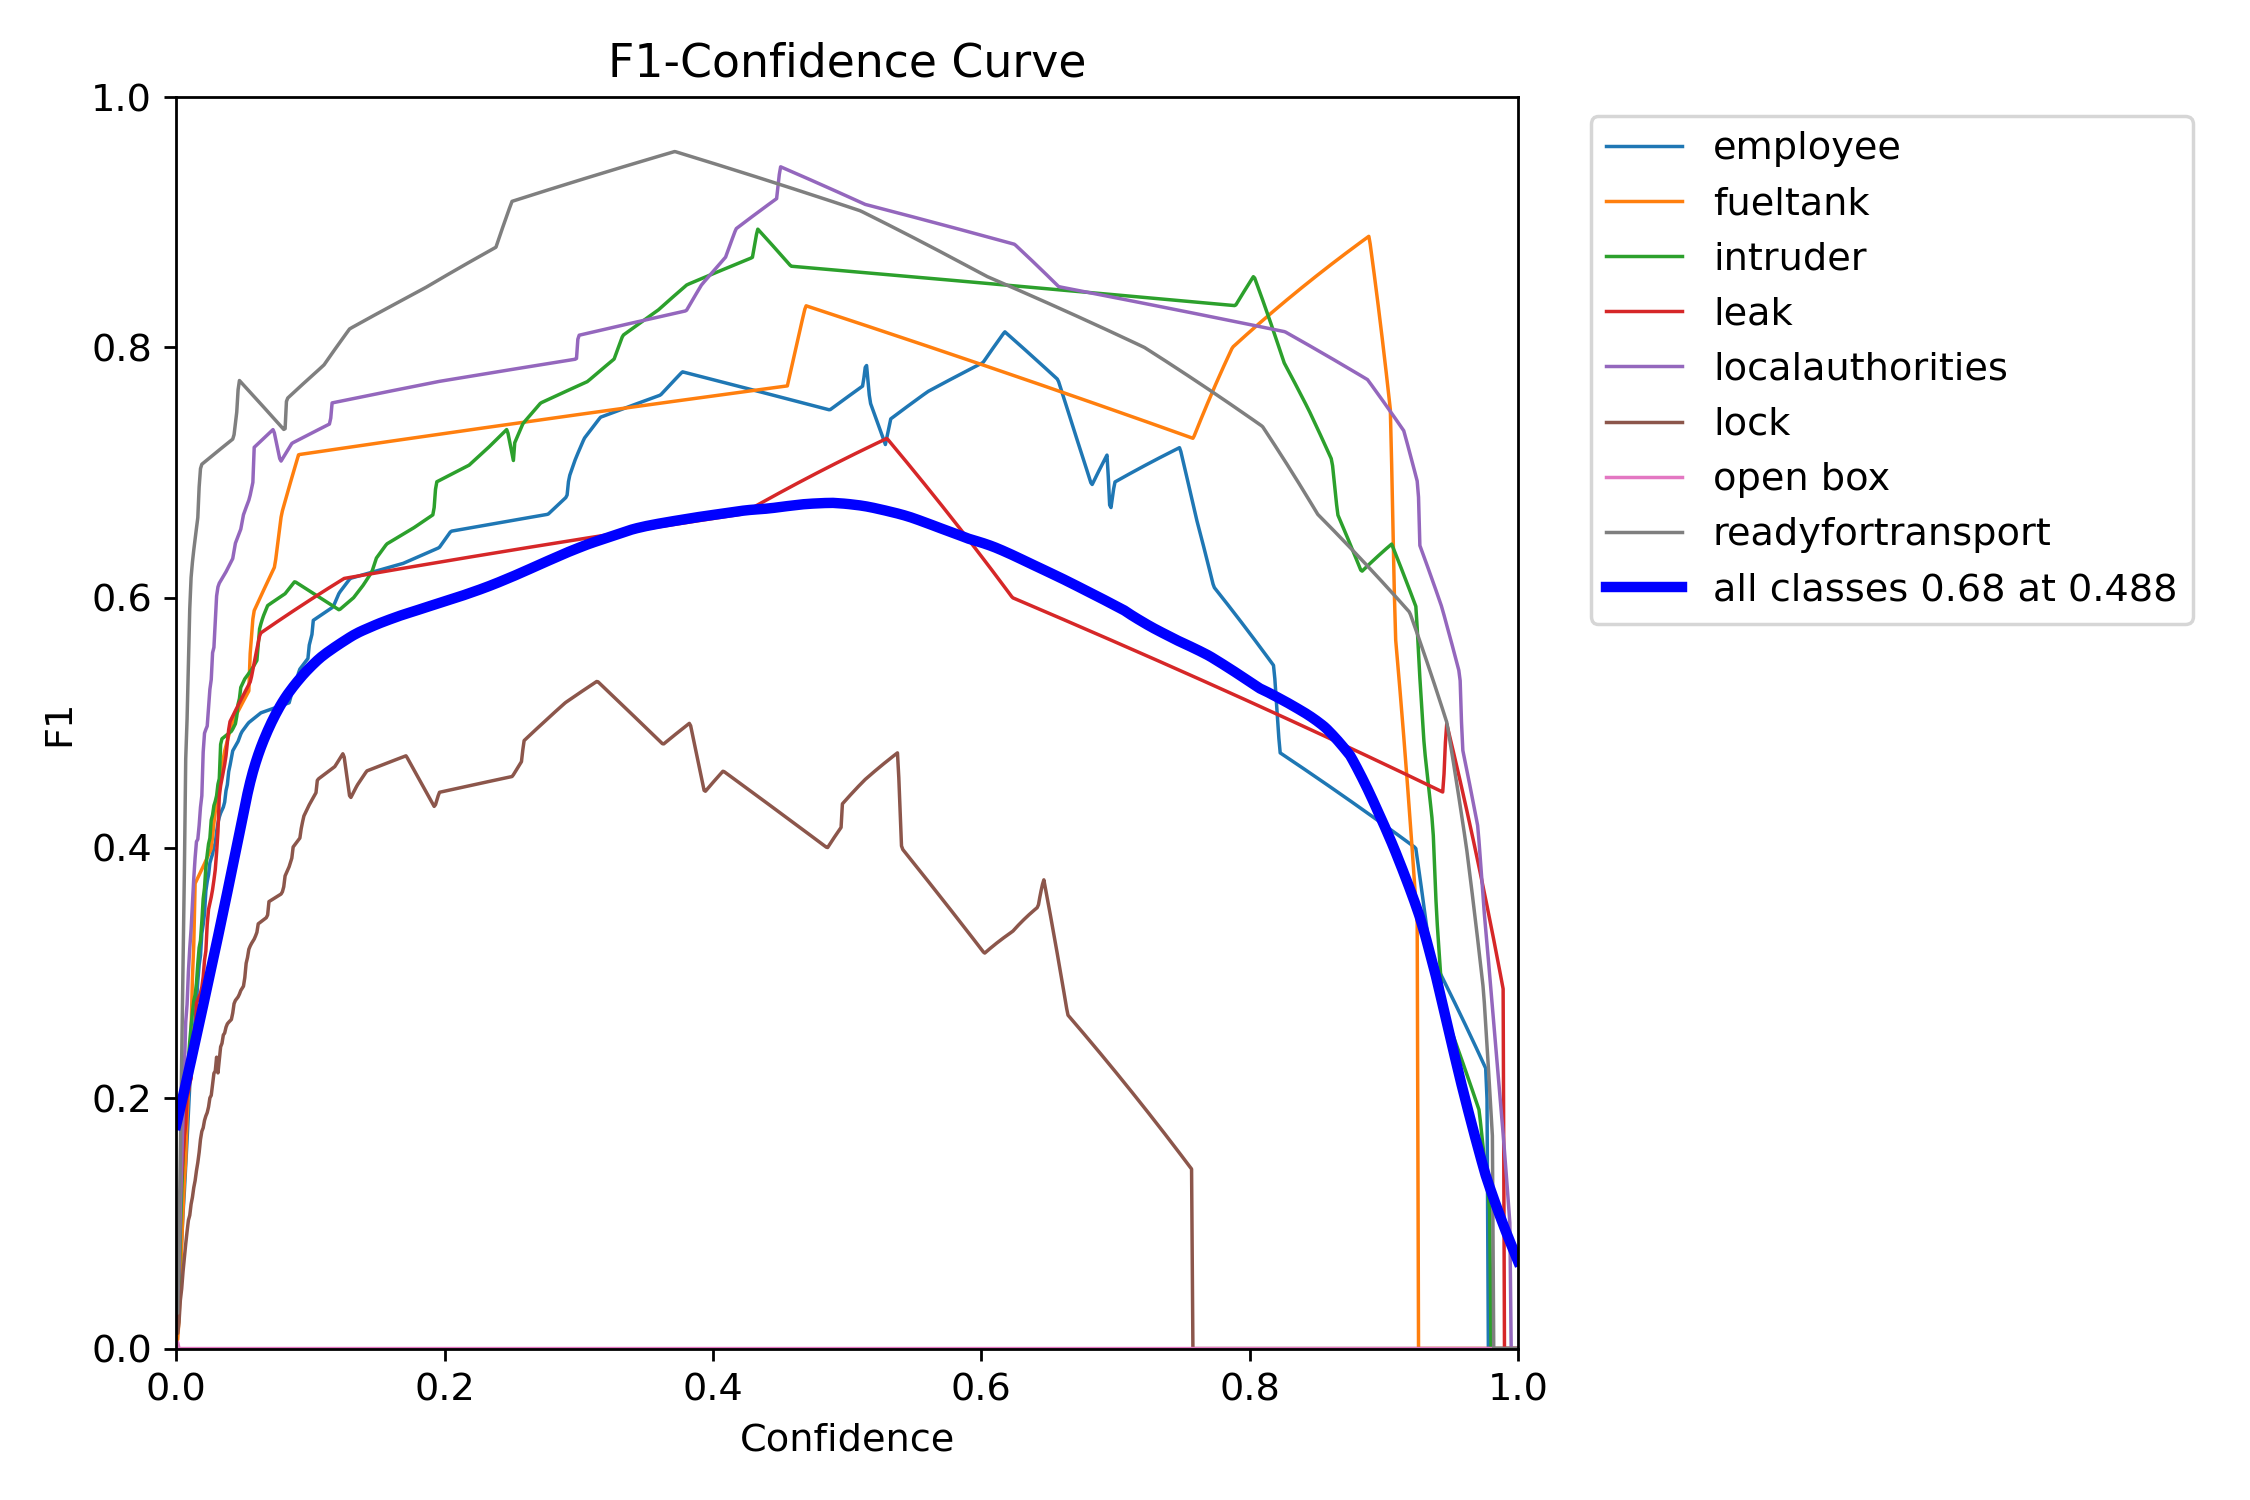 F1-Confidence Curve
1.0
0.8
0.6
0.4
0.2
0.0
F1
0.0 0.2 0.4 0.6 0.8 1.0
Confidence
employee
fueltank
intruder
leak
localauthorities
lock
open box
readyfortransport
all classes 0.68 at 0.488